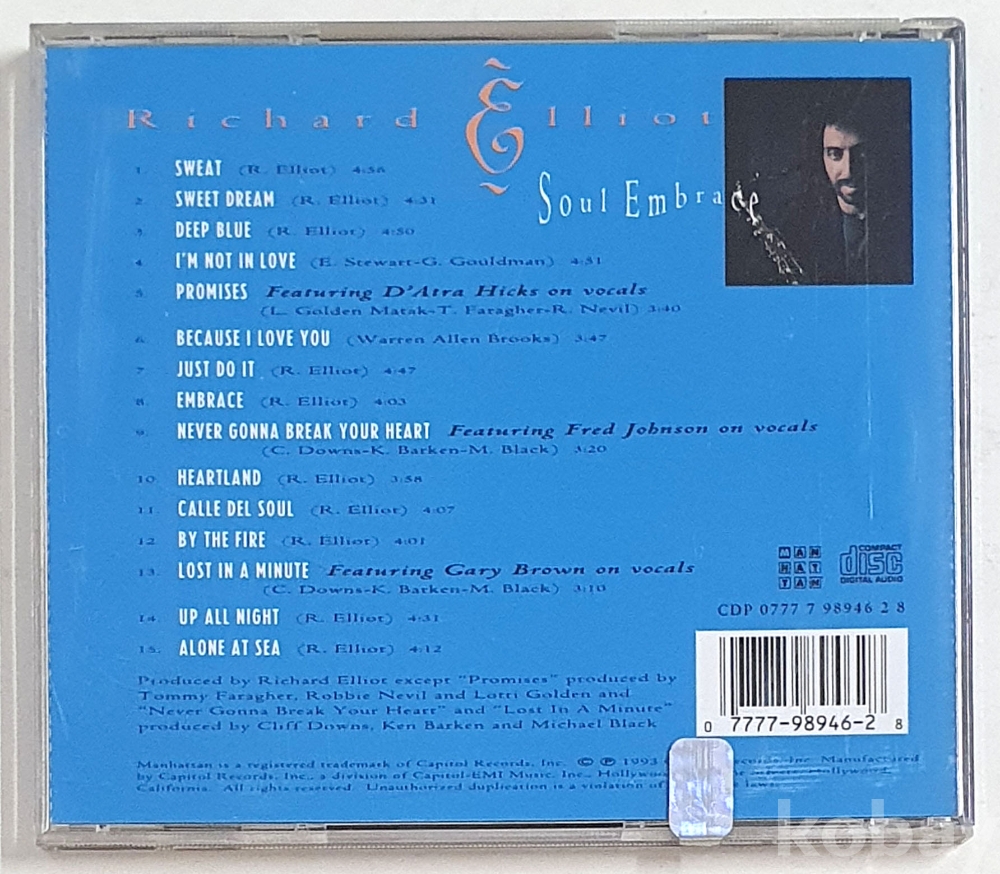 Richard Elliot
Soul Embrace
1. SWEAT (R. Elliot) 4:56
2. SWEET DREAM (R. Elliot) 4:31
3. DEEP BLUE (R. Elliot) 4:50
4. I'M NOT IN LOVE (E. Stewart-G. Gouldman) 4:51
5. PROMISES Featuring D'Atra Hicks on vocals
(L. Golden Matak-T. Faragher-R. Nevil) 3:40
6. BECAUSE I LOVE YOU (Warren Allen Brooks) 3:47
7. JUST DO IT (R. Elliot) 4:47
8. EMBRACE (R. Elliot) 4:03
9. NEVER GONNA BREAK YOUR HEART Featuring Fred Johnson on vocals
(C. Downs-K. Barken-M. Black) 3:20
10. HEARTLAND (R. Elliot) 3:58
11. CALLE DEL SOUL (R. Elliot) 4:07
12. BY THE FIRE (R. Elliot) 4:01
13. LOST IN A MINUTE Featuring Gary Brown on vocals
(C. Downs-K. Barken-M. Black) 3:10
14. UP ALL NIGHT (R. Elliot) 4:31
15. ALONE AT SEA (R. Elliot) 4:12
MAN
HAT
TAN
COMPACT
disc
DIGITAL AUDIO
CDP 0777 7 98946 2 8
0 7777-98946-2 8
Produced by Richard Elliot except "Promises" produced by
Tommy Faragher, Robbie Nevil and Lotti Golden and
"Never Gonna Break Your Heart" and "Lost In A Minute"
produced by Cliff Downs, Ken Barken and Michael Black
Manhattan is a registered trademark of Capitol Records, Inc. © ℗ 1993 Records, Inc. Manufactured
by Capitol Records, Inc., a division of Capitol-EMI Music, Inc., Hollywood
California. All rights reserved. Unauthorized duplication is a violation of laws.
koba